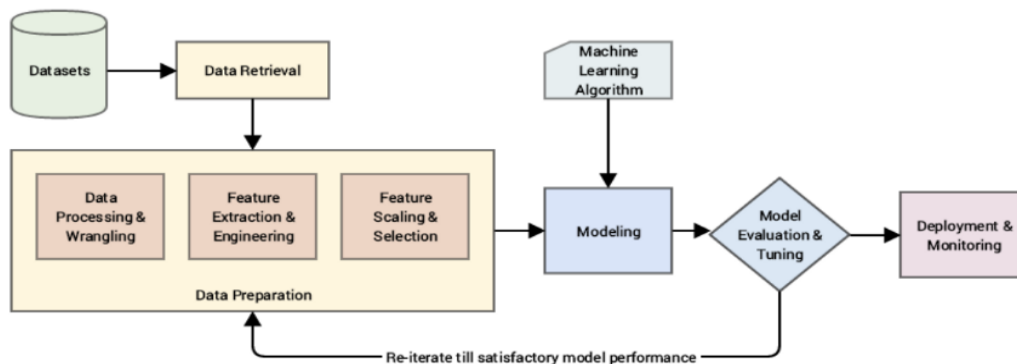 Datasets
Data Retrieval
Machine
Learning
Algorithm
Data
Processing &
Wrangling
Feature
Extraction &
Engineering
Feature
Scaling &
Selection
Data Preparation
Modeling
Model
Evaluation &
Tuning
Deployment &
Monitoring
Re-iterate till satisfactory model performance